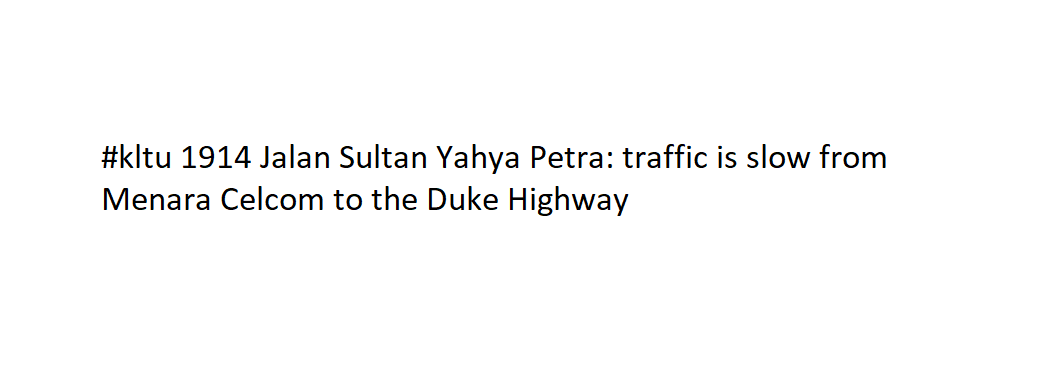 #kltu 1914 Jalan Sultan Yahya Petra: traffic is slow from
Menara Celcom to the Duke Highway